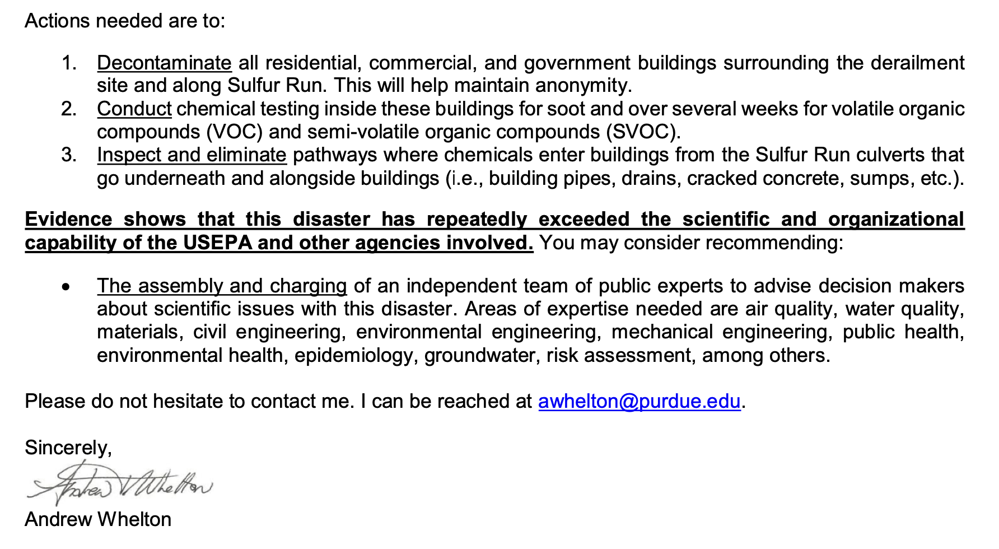 Actions needed are to:
1. Decontaminate all residential, commercial, and government buildings surrounding the derailment
site and along Sulfur Run. This will help maintain anonymity.
2. Conduct chemical testing inside these buildings for soot and over several weeks for volatile organic
compounds (VOC) and semi-volatile organic compounds (SVOC).
3. Inspect and eliminate pathways where chemicals enter buildings from the Sulfur Run culverts that
go underneath and alongside buildings (i.e., building pipes, drains, cracked concrete, sumps, etc.).
Evidence shows that this disaster has repeatedly exceeded the scientific and organizational
capability of the USEPA and other agencies involved. You may consider recommending:
• The assembly and charging of an independent team of public experts to advise decision makers
about scientific issues with this disaster. Areas of expertise needed are air quality, water quality,
materials, civil engineering, environmental engineering, mechanical engineering, public health,
environmental health, epidemiology, groundwater, risk assessment, among others.
Please do not hesitate to contact me. I can be reached at awhelton@purdue.edu.
Sincerely,
Andrew Whelton
Andrew Whelton